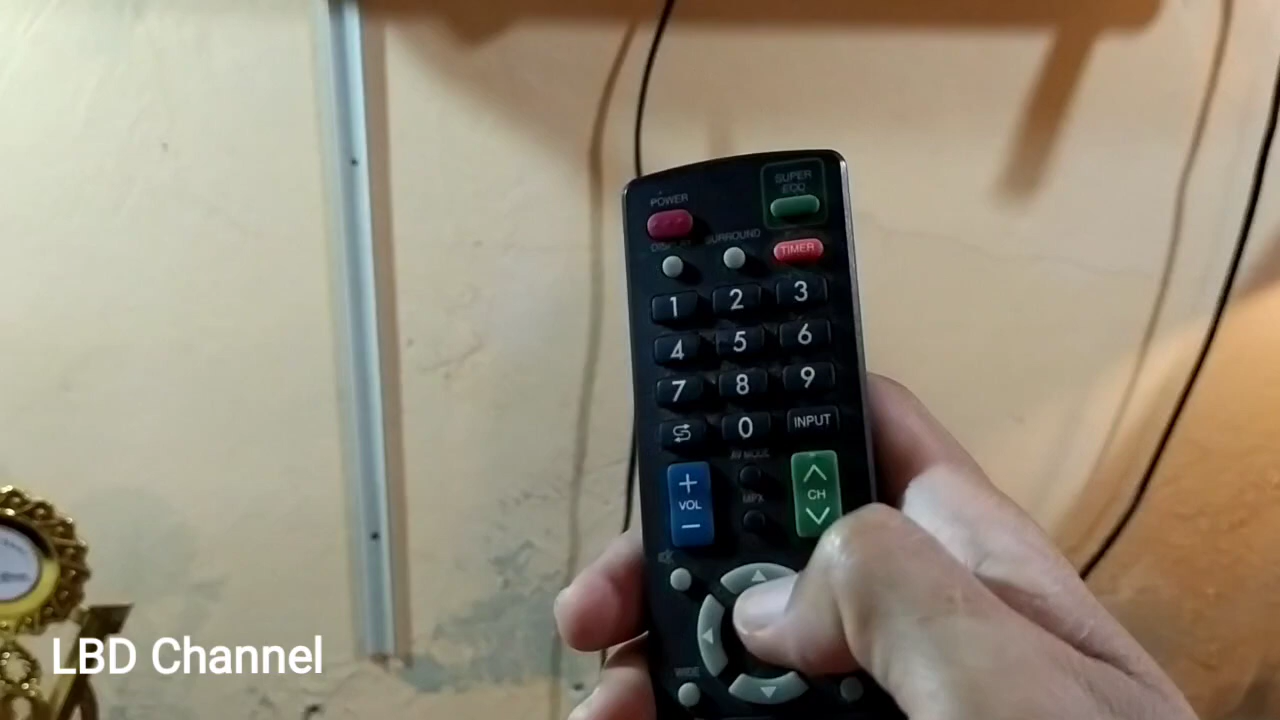 SUPER
ECO
POWER
DISPLAY
SURROUND
TIMER
1 2 3
4 5 6
7 8 9
0 INPUT
AV MODE
+
VOL
−
CH
MPX
WIDE
LBD Channel